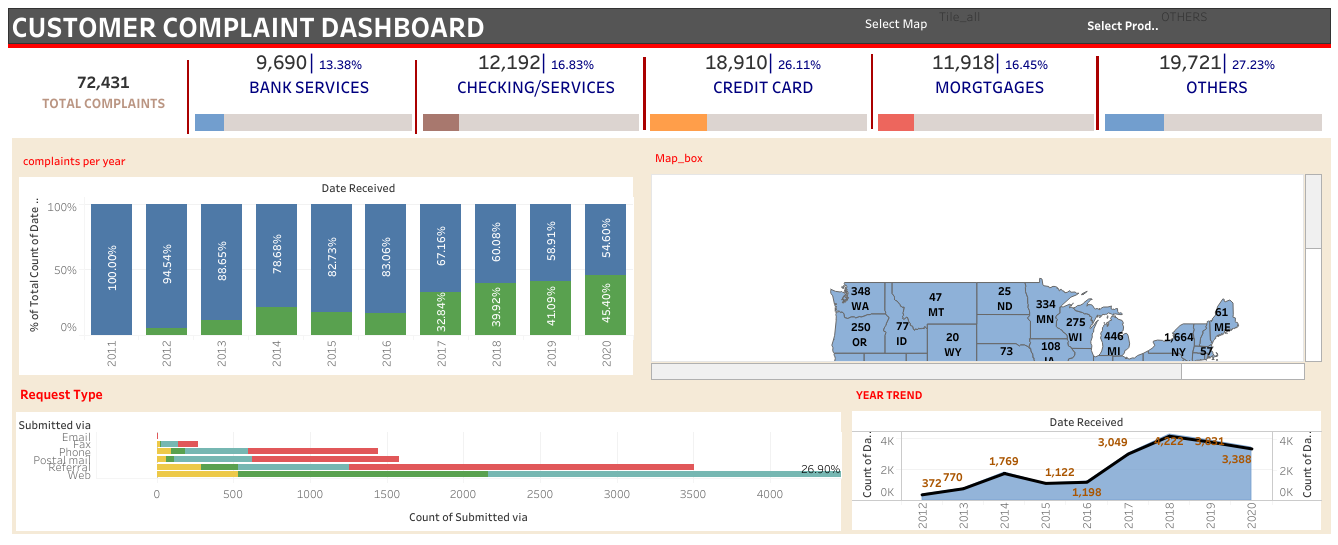 CUSTOMER COMPLAINT DASHBOARD
Select Map
Tile_all
Select Prod..
OTHERS
72,431
TOTAL COMPLAINTS
9,690 | 13.38%
BANK SERVICES
12,192 | 16.83%
CHECKING/SERVICES
18,910 | 26.11%
CREDIT CARD
11,918 | 16.45%
MORGTGAGES
19,721 | 27.23%
OTHERS
complaints per year
Date Received
% of Total Count of Date ..
100%
50%
0%
100.00%
94.54%
88.65%
78.68%
82.73%
83.06%
67.16%
60.08%
58.91%
54.60%
32.84%
39.92%
41.09%
45.40%
2011
2012
2013
2014
2015
2016
2017
2018
2019
2020
Map_box
348
WA
47
MT
25
ND
334
MN
250
OR
77
ID
20
WY
73
108
IA
275
WI
446
MI
1,664
NY
57
61
ME
Request Type
Submitted via
Email
Fax
Phone
Postal mail
Referral
Web
26.90%
0
500
1000
1500
2000
2500
3000
3500
4000
Count of Submitted via
YEAR TREND
Date Received
Count of Da..
4K
2K
0K
372
770
1,769
1,122
1,198
3,049
4,222
3,831
3,388
4K
2K
0K
Count of Da..
2012
2013
2014
2015
2016
2017
2018
2019
2020